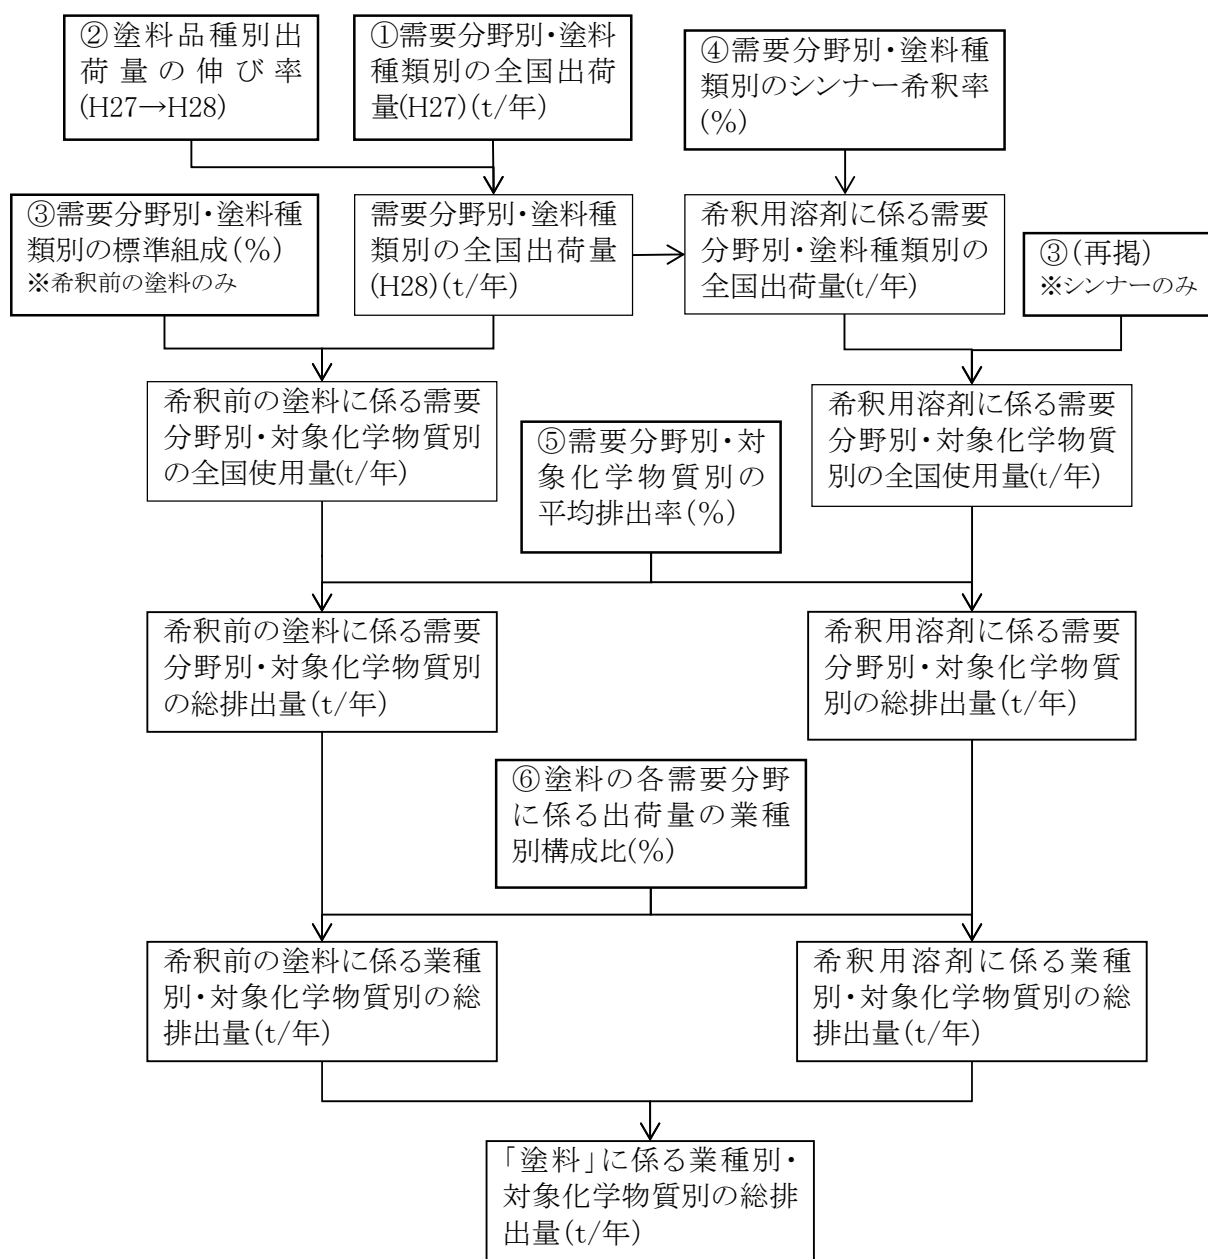 ②塗料品種別出
荷量の伸び率
(H27→H28)
①需要分野別・塗料
種類別の全国出荷
量(H27)(t/年)
④需要分野別・塗料種
類別のシンナー希釈率
(%)
③需要分野別・塗料種
類別の標準組成(%)
※希釈前の塗料のみ
需要分野別・塗料種
類別の全国出荷量
(H28)(t/年)
希釈用溶剤に係る需要
分野別・塗料種類別の
全国出荷量(t/年)
③(再掲)
※シンナーのみ
希釈前の塗料に係る需要
分野別・対象化学物質別
の全国使用量(t/年)
希釈用溶剤に係る需要
分野別・対象化学物質
別の全国使用量(t/年)
⑤需要分野別・対
象化学物質別の
平均排出率(%)
希釈前の塗料に係る需要
分野別・対象化学物質別
の総排出量(t/年)
希釈用溶剤に係る需要
分野別・対象化学物質
別の総排出量(t/年)
⑥塗料の各需要分野
に係る出荷量の業種
別構成比(%)
希釈前の塗料に係る業種
別・対象化学物質別の総
排出量(t/年)
希釈用溶剤に係る業種
別・対象化学物質別の総
排出量(t/年)
「塗料」に係る業種別・
対象化学物質別の総排
出量(t/年)